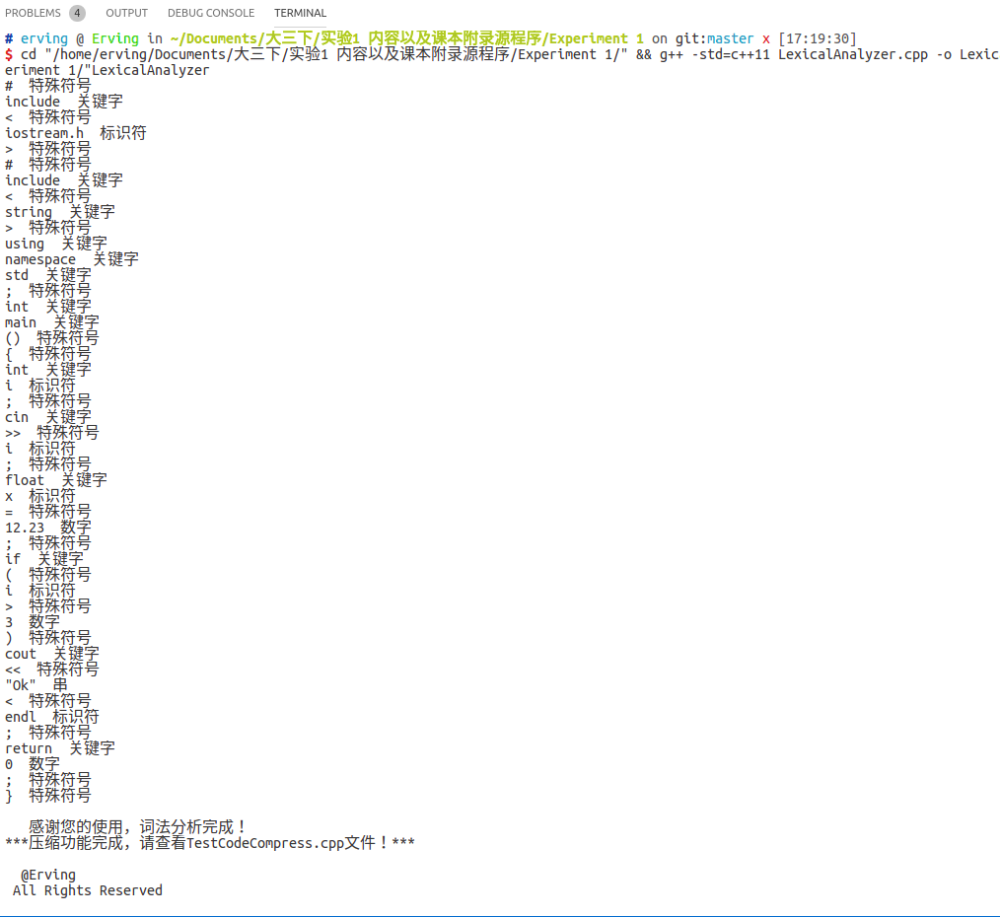 PROBLEMS 4 OUTPUT DEBUG CONSOLE TERMINAL
# erving @ Erving in ~/Documents/大三下/实验1 内容以及课本附录源程序/Experiment 1 on git:master x [17:19:30]
$ cd "/home/erving/Documents/大三下/实验1 内容以及课本附录源程序/Experiment 1/" && g++ -std=c++11 LexicalAnalyzer.cpp -o Lexic
eriment 1/"LexicalAnalyzer
#  特殊符号
include  关键字
<  特殊符号
iostream.h  标识符
>  特殊符号
#  特殊符号
include  关键字
<  特殊符号
string  关键字
>  特殊符号
using  关键字
namespace  关键字
std  关键字
;  特殊符号
int  关键字
main  关键字
()  特殊符号
{  特殊符号
int  关键字
i  标识符
;  特殊符号
cin  关键字
>>  特殊符号
i  标识符
;  特殊符号
float  关键字
x  标识符
=  特殊符号
12.23  数字
;  特殊符号
if  关键字
(  特殊符号
i  标识符
>  特殊符号
3  数字
)  特殊符号
cout  关键字
<<  特殊符号
"Ok"  串
<  特殊符号
endl  标识符
;  特殊符号
return  关键字
0  数字
;  特殊符号
}  特殊符号
感谢您的使用，词法分析完成！
***压缩功能完成，请查看TestCodeCompress.cpp文件！***
@Erving
All Rights Reserved